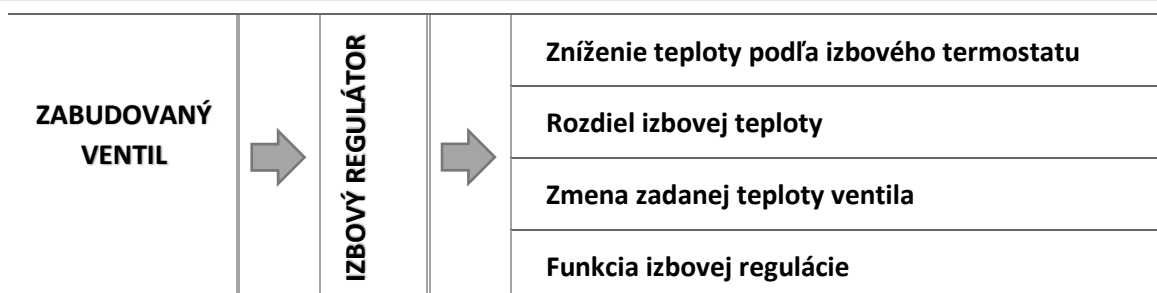 ZABUDOVANÝ
VENTIL
IZBOVÝ REGULÁTOR
Zníženie teploty podľa izbového termostatu
Rozdiel izbovej teploty
Zmena zadanej teploty ventila
Funkcia izbovej regulácie